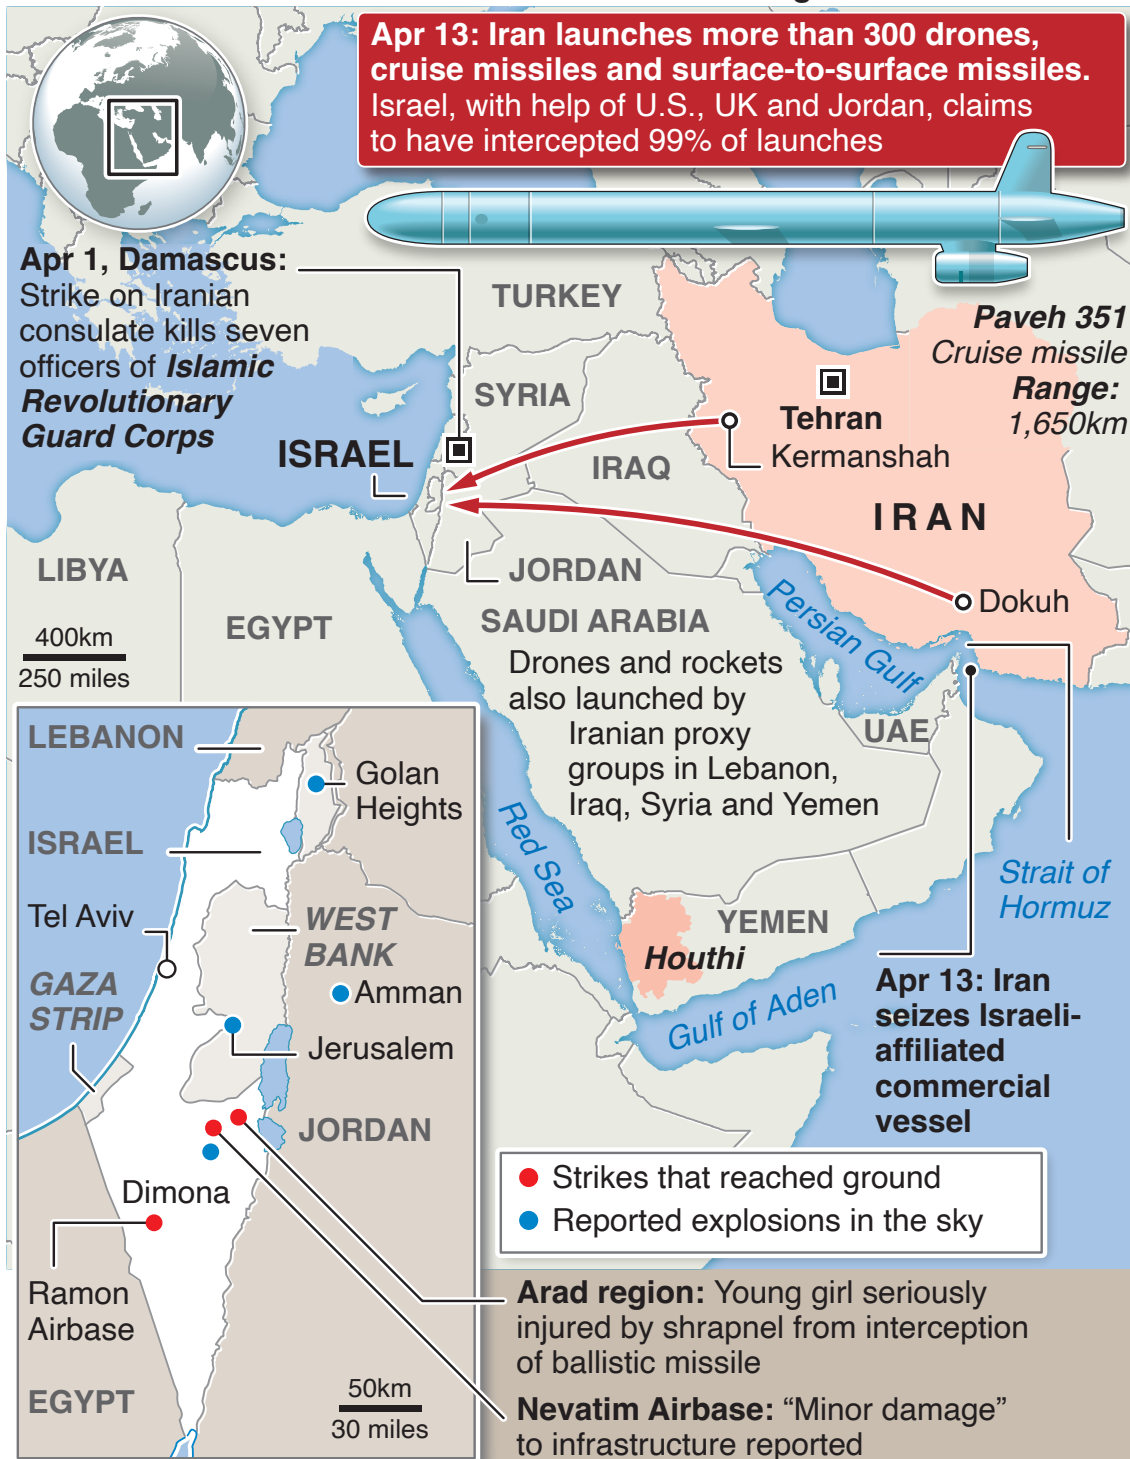 Apr 13: Iran launches more than 300 drones,
cruise missiles and surface-to-surface missiles.
Israel, with help of U.S., UK and Jordan, claims
to have intercepted 99% of launches
Apr 1, Damascus:
Strike on Iranian
consulate kills seven
officers of Islamic
Revolutionary
Guard Corps
Paveh 351
Cruise missile
Range:
1,650km
TURKEY
SYRIA
ISRAEL
IRAQ
Tehran
Kermanshah
IRAN
LIBYA
EGYPT
JORDAN
Dokuh
SAUDI ARABIA
Persian Gulf
400km
250 miles
Drones and rockets
also launched by
Iranian proxy
groups in Lebanon,
Iraq, Syria and Yemen
UAE
Red Sea
Strait of
Hormuz
YEMEN
Houthi
Gulf of Aden
Apr 13: Iran
seizes Israeli-
affiliated
commercial
vessel
LEBANON
Golan
Heights
ISRAEL
Tel Aviv
WEST
BANK
GAZA
STRIP
Amman
Jerusalem
JORDAN
Dimona
Ramon
Airbase
EGYPT
50km
30 miles
Strikes that reached ground
Reported explosions in the sky
Arad region: Young girl seriously
injured by shrapnel from interception
of ballistic missile
Nevatim Airbase: “Minor damage”
to infrastructure reported